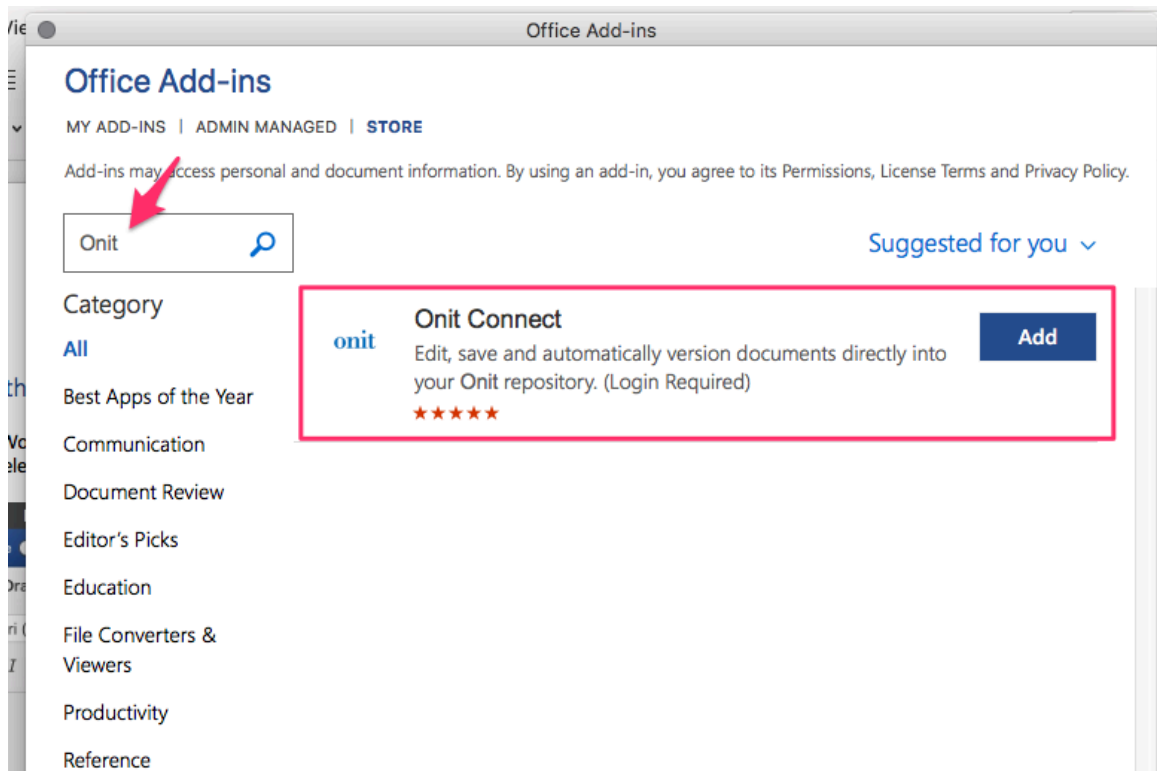 Vie
Office Add-ins
Office Add-ins
MY ADD-INS | ADMIN MANAGED | STORE
Add-ins may access personal and document information. By using an add-in, you agree to its Permissions, License Terms and Privacy Policy.
Onit
Suggested for you
Category
All
Best Apps of the Year
Communication
Document Review
Editor's Picks
Education
File Converters &
Viewers
Productivity
Reference
onit
Onit Connect
Edit, save and automatically version documents directly into
your Onit repository. (Login Required)
★★★★★
Add